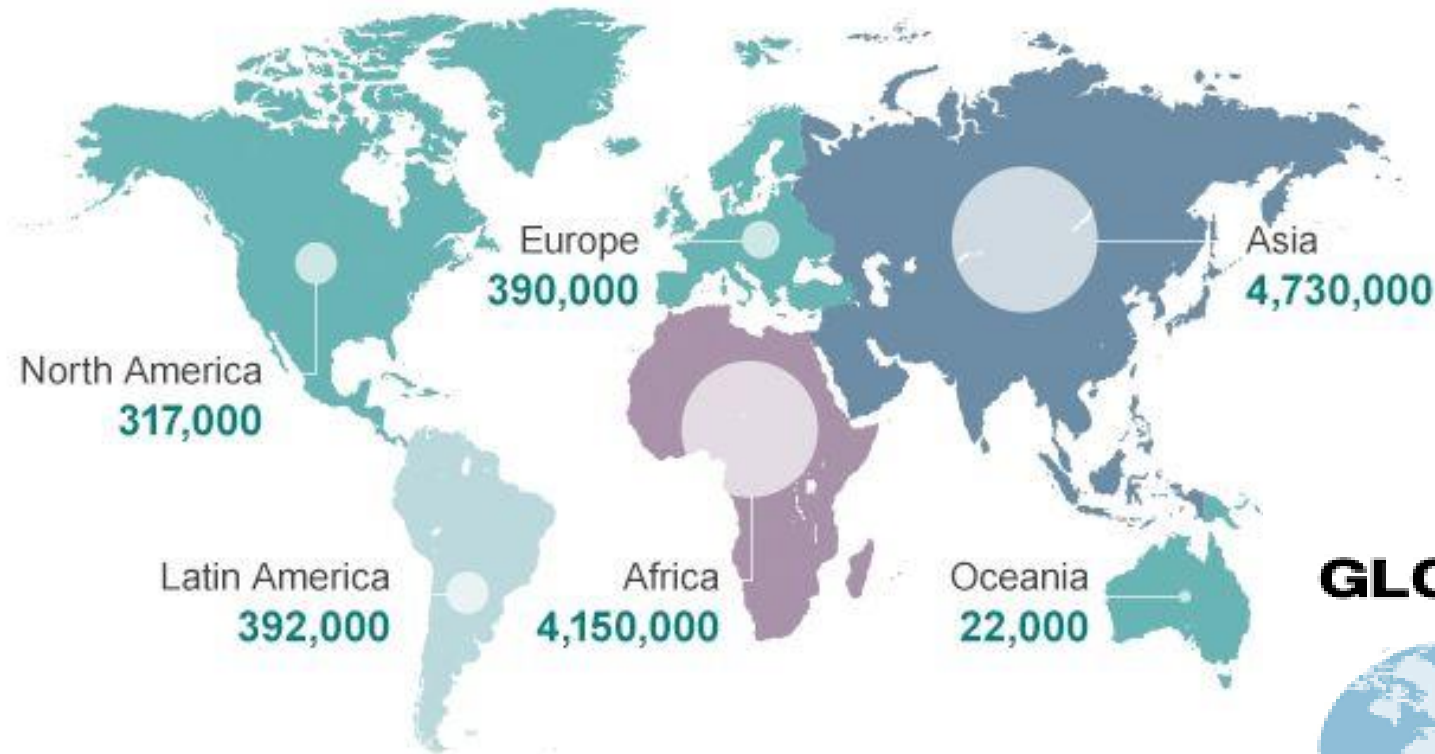 Europe
390,000
Asia
4,730,000
North America
317,000
Latin America
392,000
Africa
4,150,000
Oceania
22,000